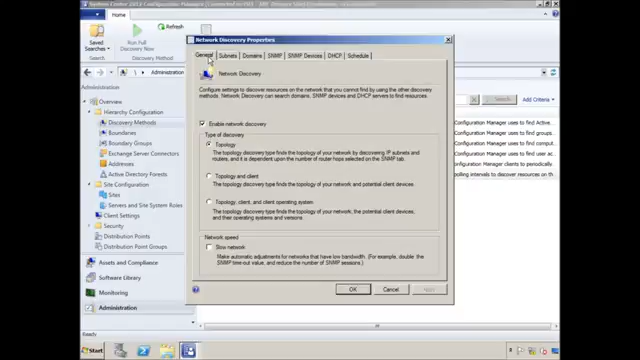 Home
Saved
Searches
Run Full
Discovery Now
Refresh
Search
Administration
Administration
Overview
Hierarchy Configuration
Discovery Methods
Boundaries
Boundary Groups
Exchange Server Connectors
Addresses
Active Directory Forests
Site Configuration
Sites
Servers and Site System Roles
Client Settings
Security
Distribution Points
Distribution Point Groups
Assets and Compliance
Software Library
Monitoring
Administration
Ready
Start
Network Discovery Properties
General
Subnets
Domains
SNMP
SNMP Devices
DHCP
Schedule
Network Discovery
Configure settings to discover resources on the network that you cannot find by using the other discovery
methods. Network Discovery can search domains, SNMP devices and DHCP servers to find resources.
Enable network discovery
Type of discovery
Topology
The topology discovery type finds the topology of your network by discovering IP subnets and
routers, and it is dependent upon the number of router hops selected on the SNMP tab.
Topology and client
The topology discovery type finds the topology of your network and potential client devices.
Topology, client, and client operating system
The topology discovery type finds the topology of your network, the potential client devices,
and their operating systems and versions
Network speed
Slow network
Make automatic adjustments for networks that have low bandwidth. (For example, double the
SNMP time-out value, and reduce the number of SNMP sessions.)
OK
Cancel
Apply
Search
Add Criteria
Configuration Manager uses to find Active
Configuration Manager uses to find groups
Configuration Manager uses to find comput
Configuration Manager uses to find user ac
Configuration Manager clients to periodically
polling intervals to discover resources on th